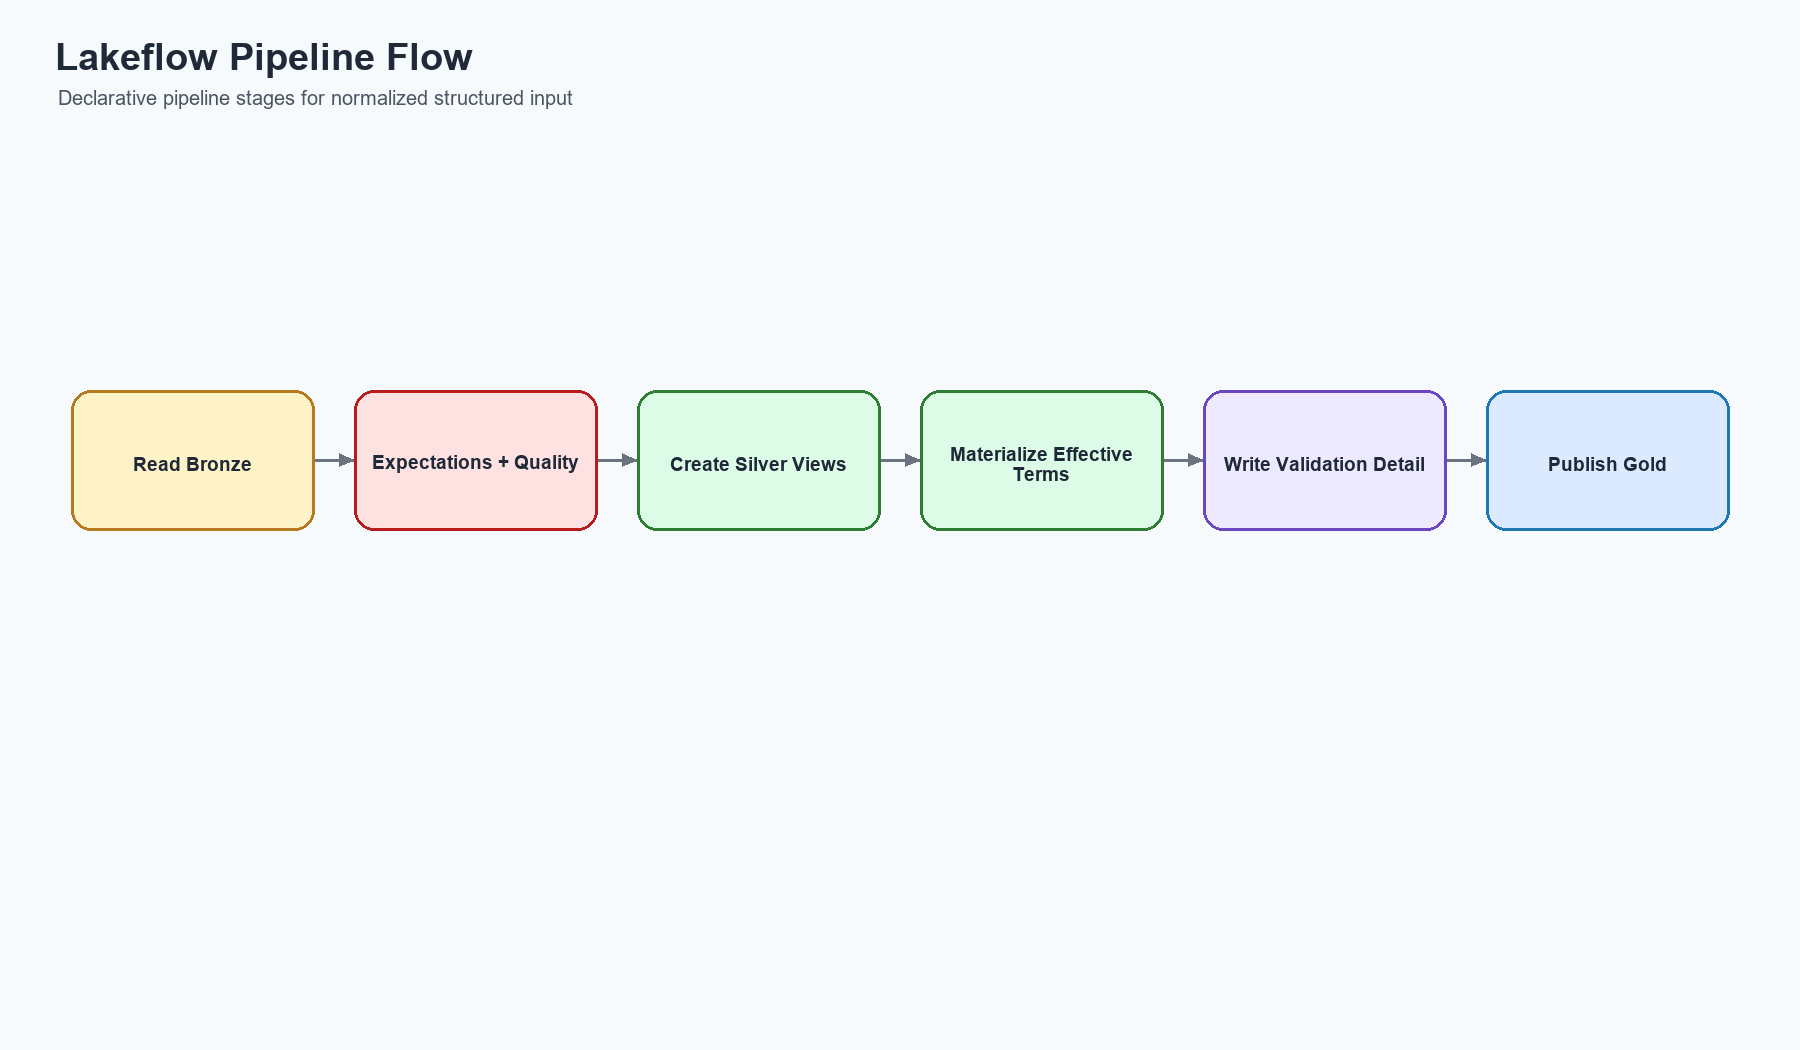 Lakeflow Pipeline Flow
Declarative pipeline stages for normalized structured input
Read Bronze
Expectations + Quality
Create Silver Views
Materialize Effective
Terms
Write Validation Detail
Publish Gold